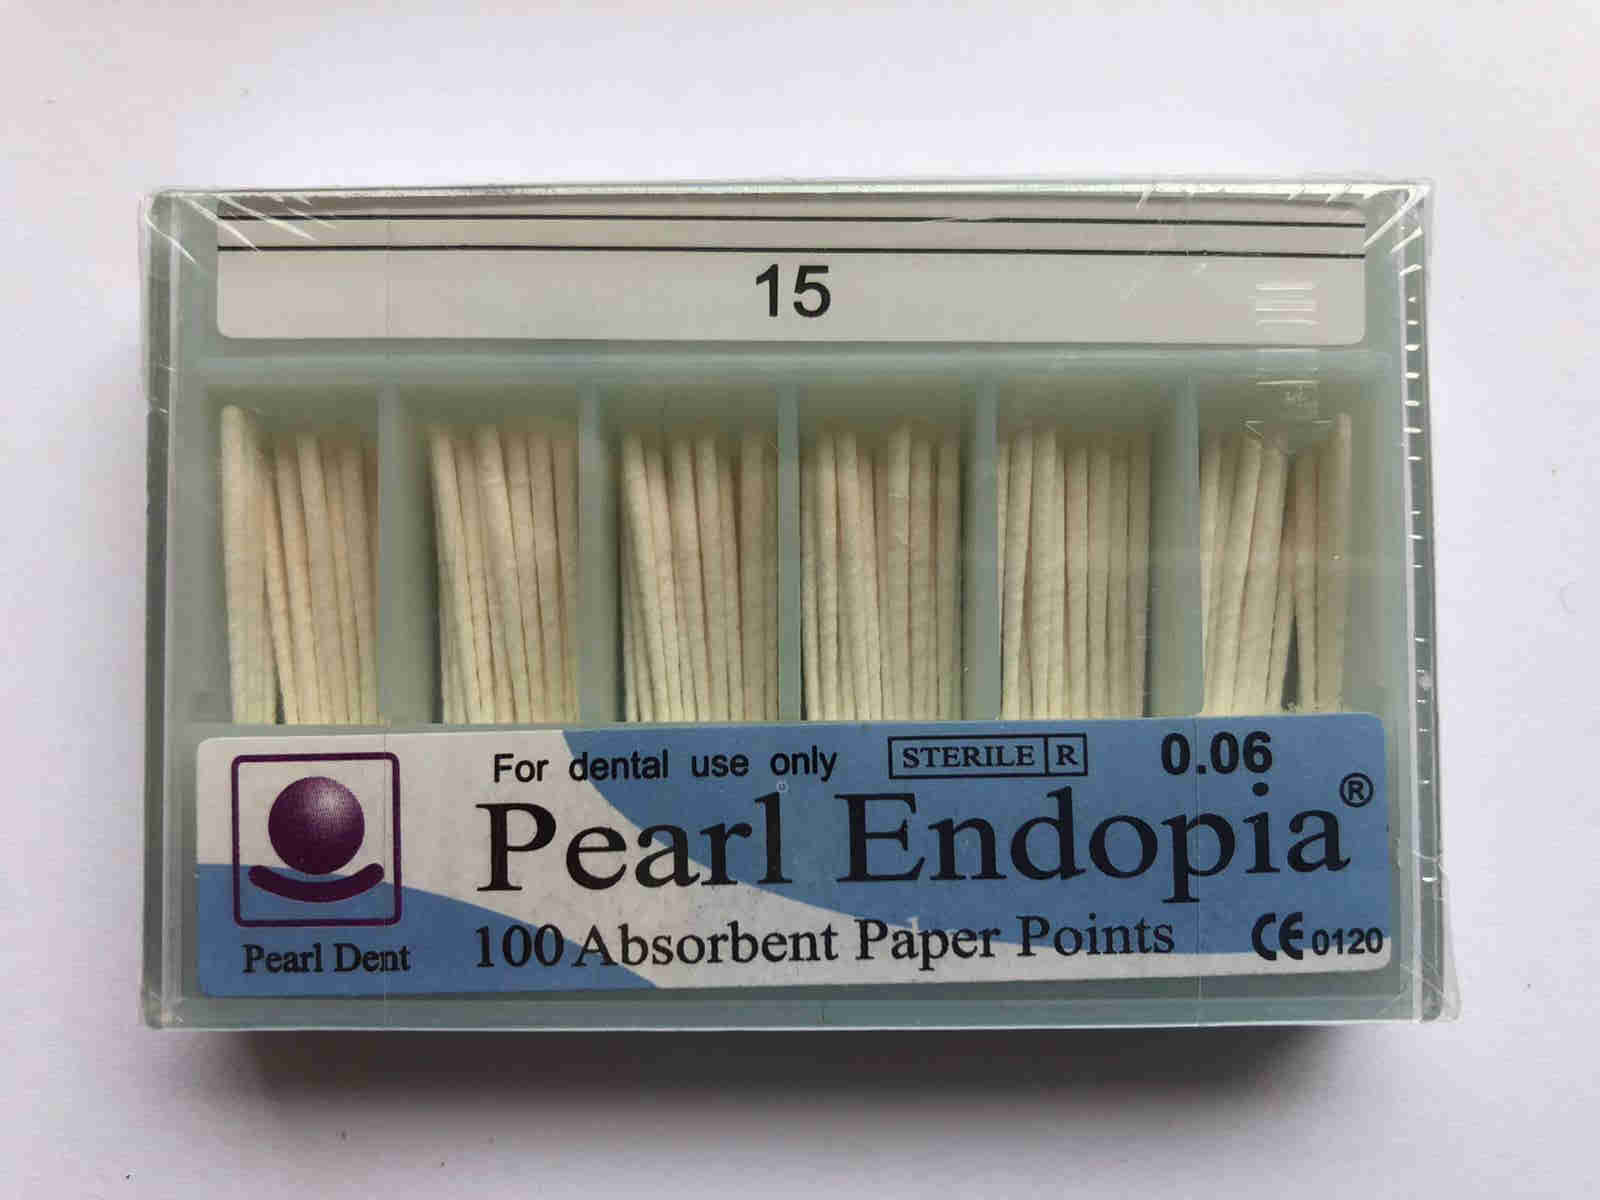 15
For dental use only STERILE R 0.06
Pearl Endopia®
Pearl Dent
100 Absorbent Paper Points CE 0120